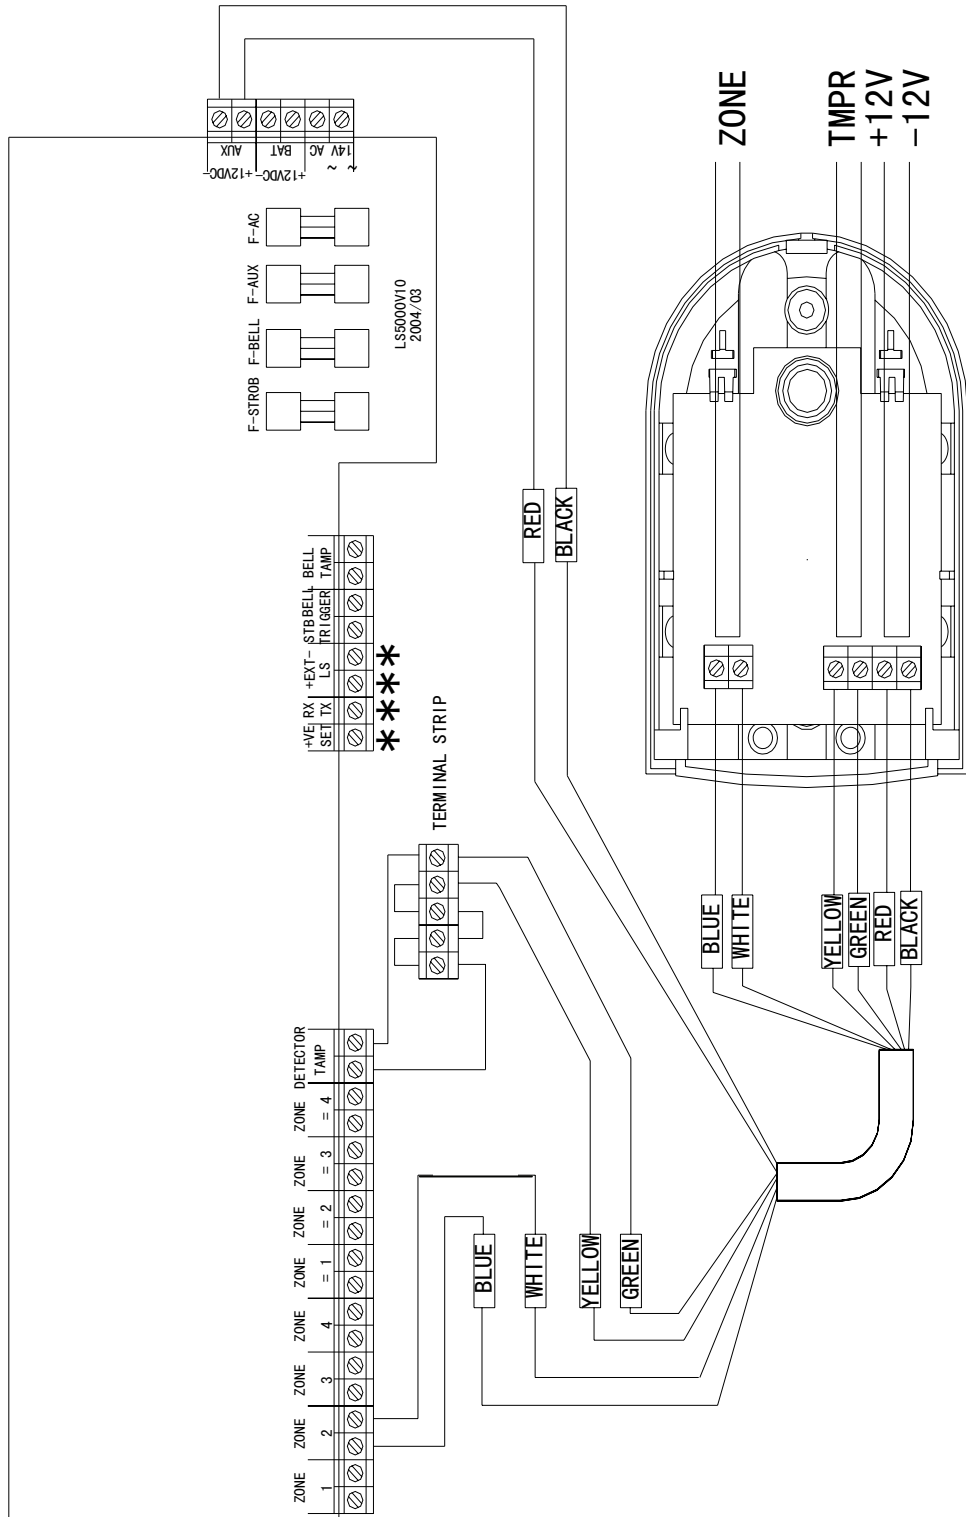 ZONE
TMPR
+12V
-12V
AUX
BAT
AC
14V
-12VDC+
-12VDC+
~ ~
F-AC
F-AUX
F-BELL
F-STROB
LS5000V10
2004/03
RED
BLACK
BELL
TAMP
STB BELL
TRIGGER
+EXT-
LS
RX
TX
+VE
SET
* * * *
TERMINAL STRIP
BLUE
WHITE
YELLOW
GREEN
RED
BLACK
DETECTOR
TAMP
ZONE
= 4
ZONE
= 3
ZONE
= 2
ZONE
= 1
ZONE
4
ZONE
3
ZONE
2
ZONE
1
BLUE
WHITE
YELLOW
GREEN